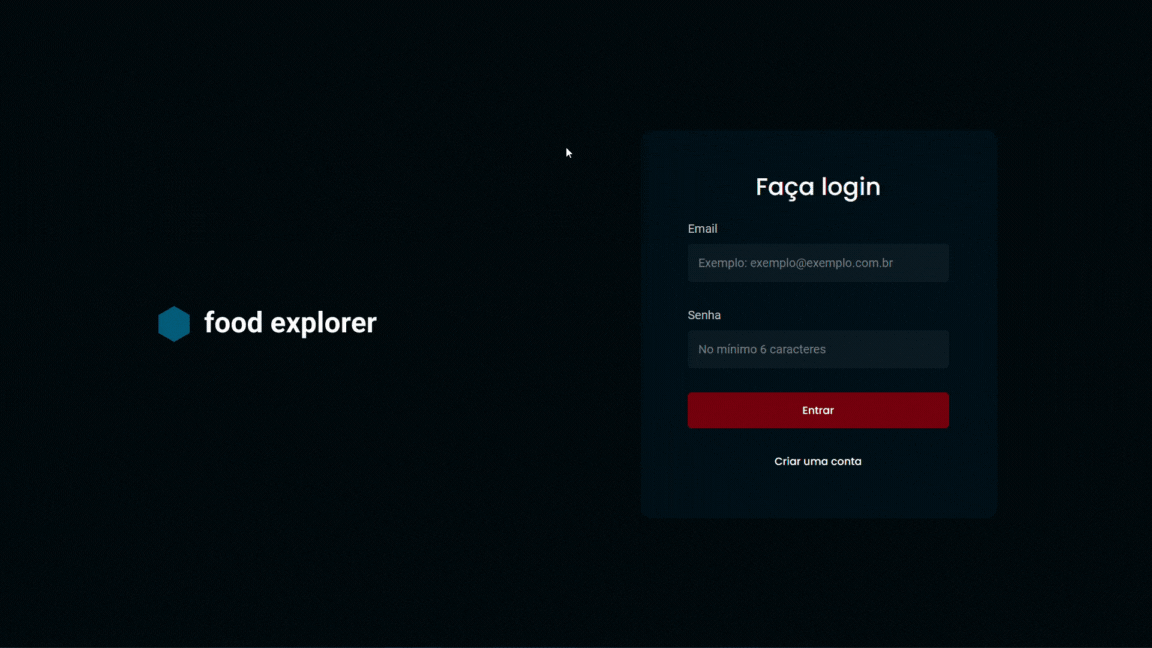 food explorer
Faça login
Email
Exemplo: exemplo@exemplo.com.br
Senha
No mínimo 6 caracteres
Entrar
Criar uma conta